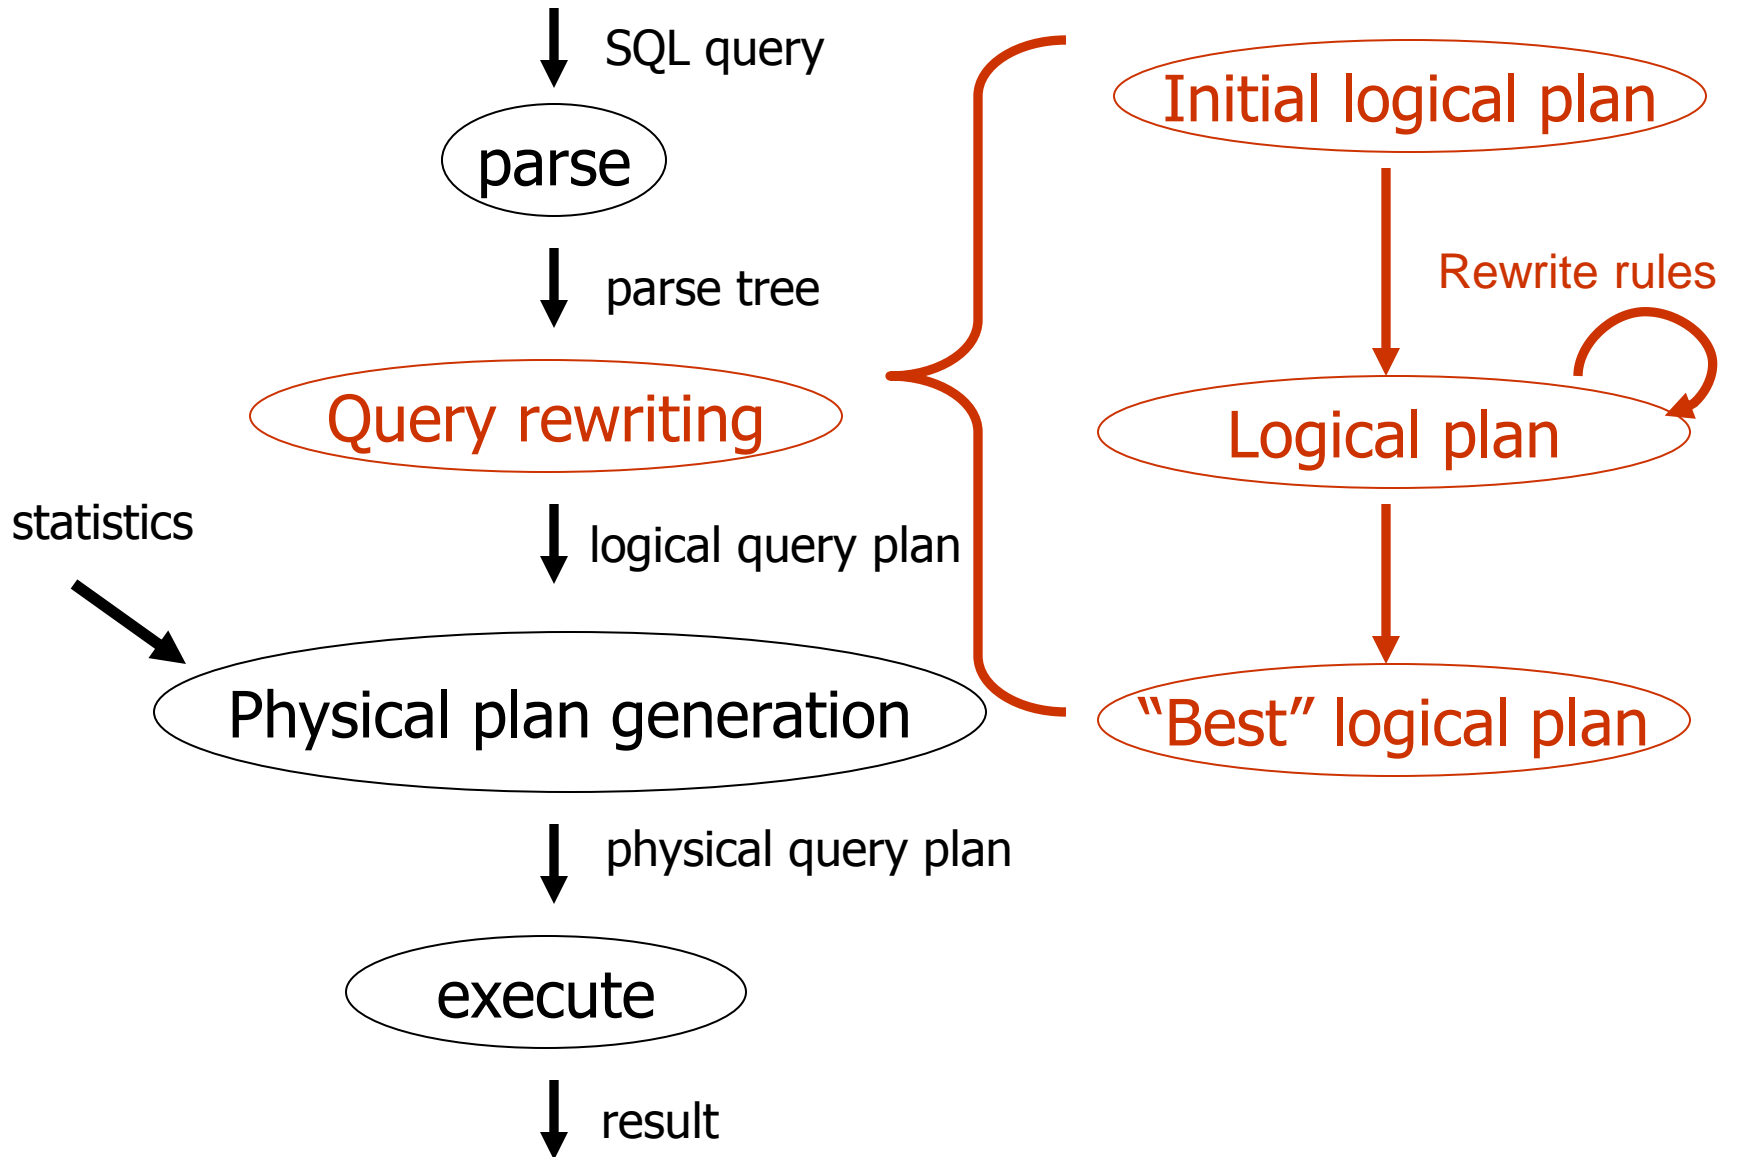 SQL query
parse
parse tree
Query rewriting
statistics
logical query plan
Physical plan generation
physical query plan
execute
result
Initial logical plan
Rewrite rules
Logical plan
“Best” logical plan